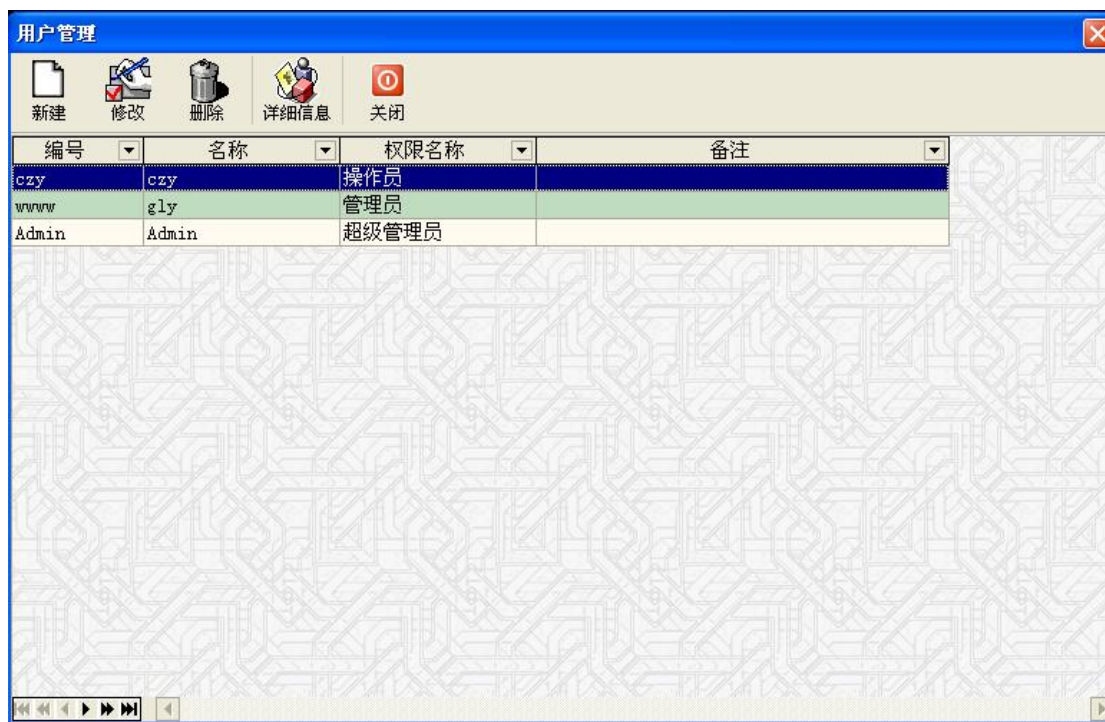 用户管理
新建 修改 删除 详细信息 关闭
编号 名称 权限名称 备注
czy czy 操作员
wwww gly 管理员
Admin Admin 超级管理员